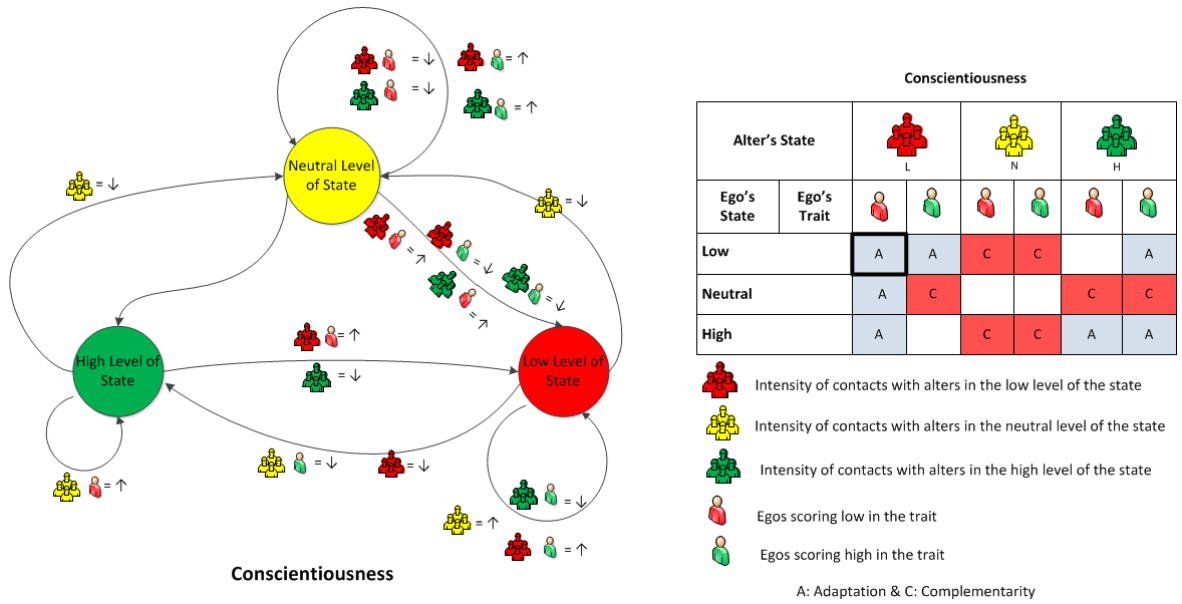 = ↓
= ↑
= ↓
= ↑
Neutral Level
of State
= ↓
= ↓
= ↗
= ↓
= ↗
= ↓
High Level of
State
= ↑
= ↓
Low Level of
State
= ↓
= ↓
= ↑
= ↓
= ↑
= ↑
Conscientiousness
Conscientiousness
Alter's State
L N H
Ego's
State
Ego's
Trait
Low A A C C A
Neutral A C C C
High A C C A A
Intensity of contacts with alters in the low level of the state
Intensity of contacts with alters in the neutral level of the state
Intensity of contacts with alters in the high level of the state
Egos scoring low in the trait
Egos scoring high in the trait
A: Adaptation & C: Complementarity